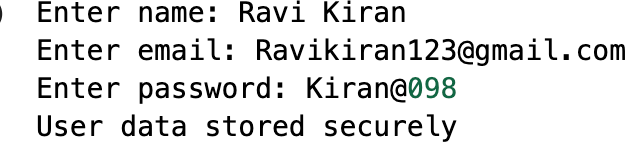 Enter name: Ravi Kiran
Enter email: Ravikiran123@gmail.com
Enter password: Kiran@098
User data stored securely